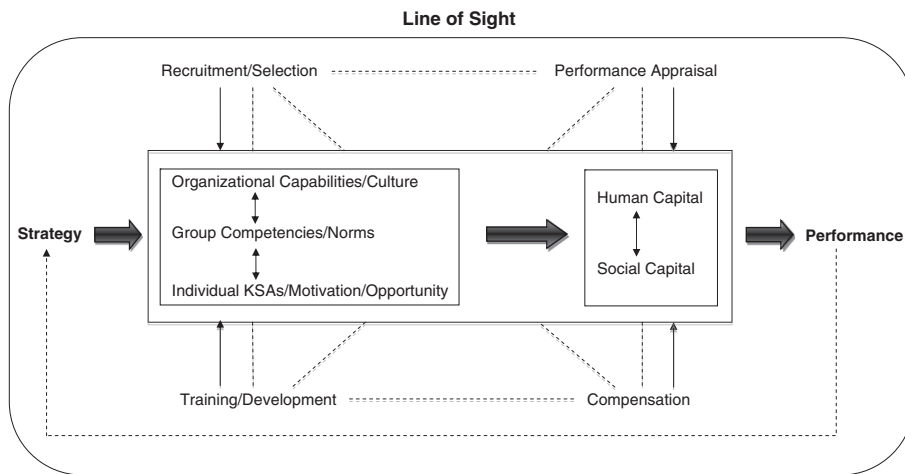 Line of Sight
Recruitment/Selection
Performance Appraisal
Organizational Capabilities/Culture
Human Capital
Strategy
Group Competencies/Norms
Performance
Social Capital
Individual KSAs/Motivation/Opportunity
Training/Development
Compensation